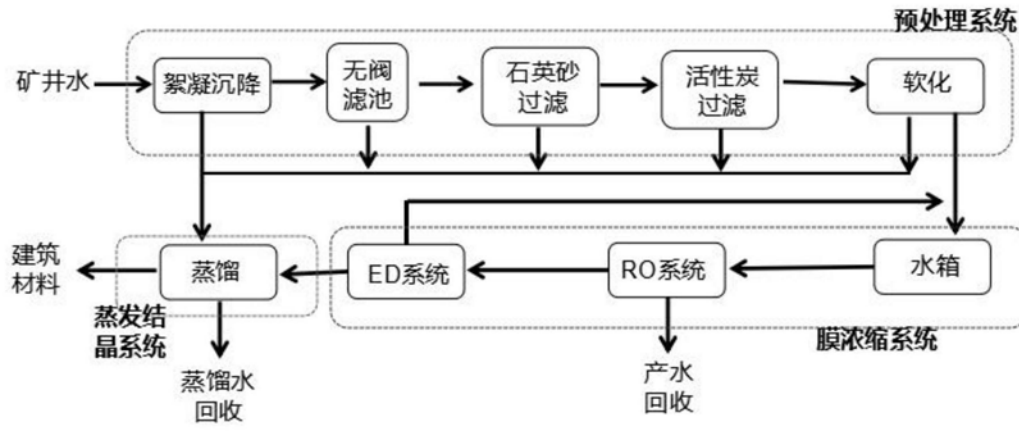 预处理系统
矿井水
絮凝沉降
无阀
滤池
石英砂
过滤
活性炭
过滤
软化
建筑
材料
蒸馏
ED系统
RO系统
水箱
蒸发结
晶系统
膜浓缩系统
蒸馏水
回收
产水
回收